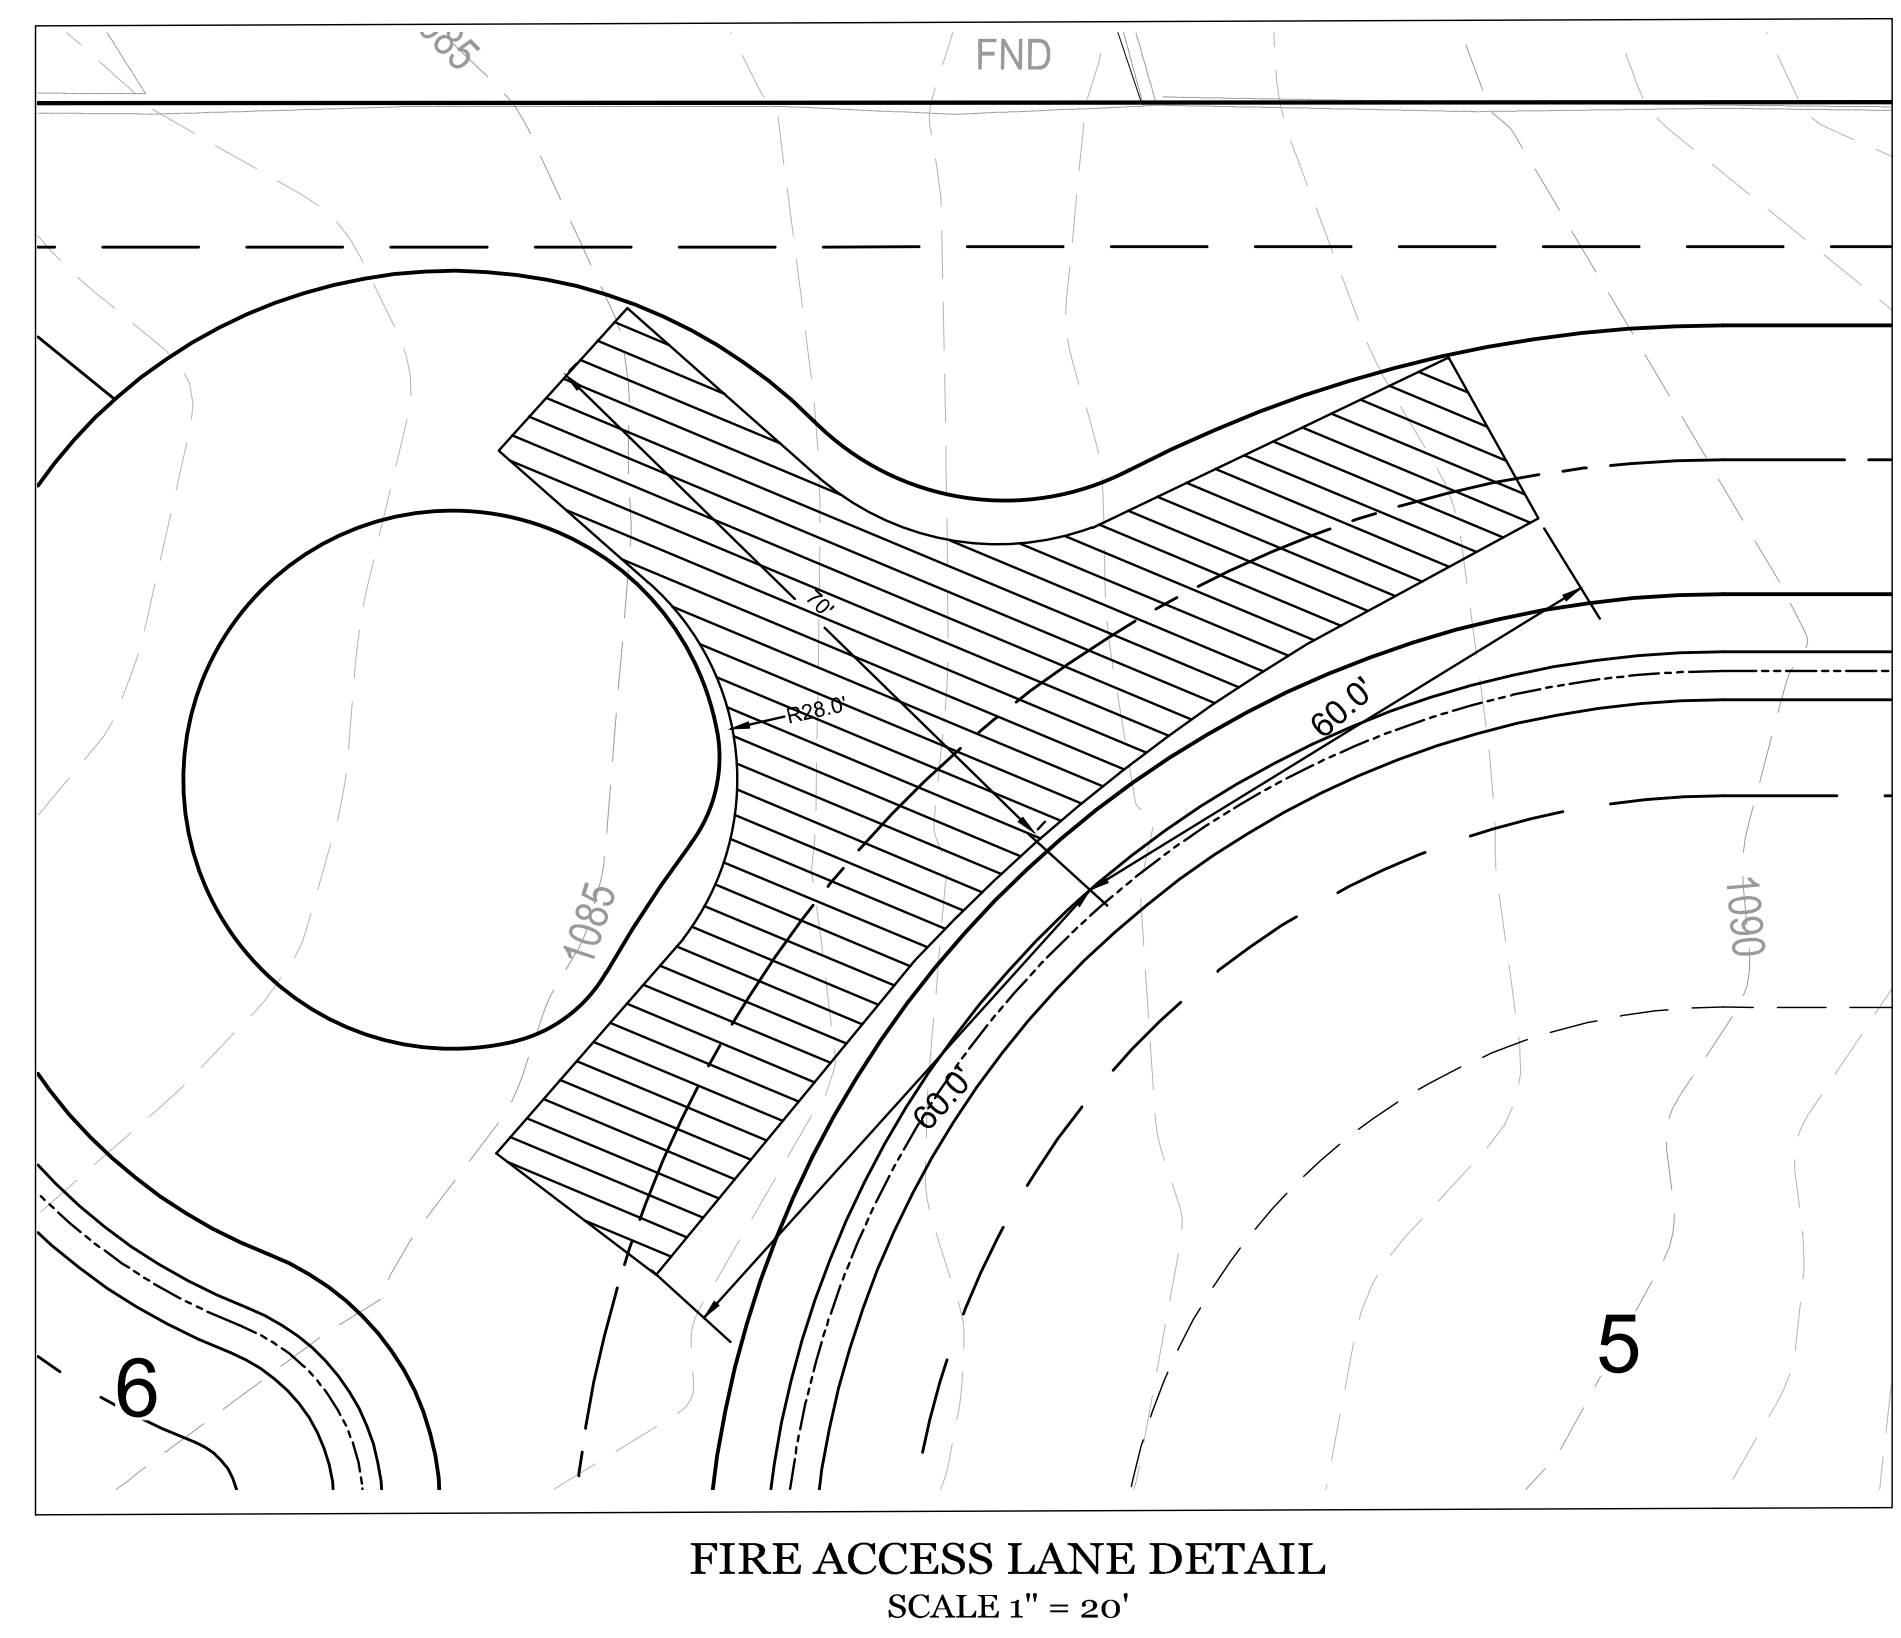 FND
70'
R28.0'
60.0'
1085
1090
60.0'
5
6
FIRE ACCESS LANE DETAIL
SCALE 1" = 20'